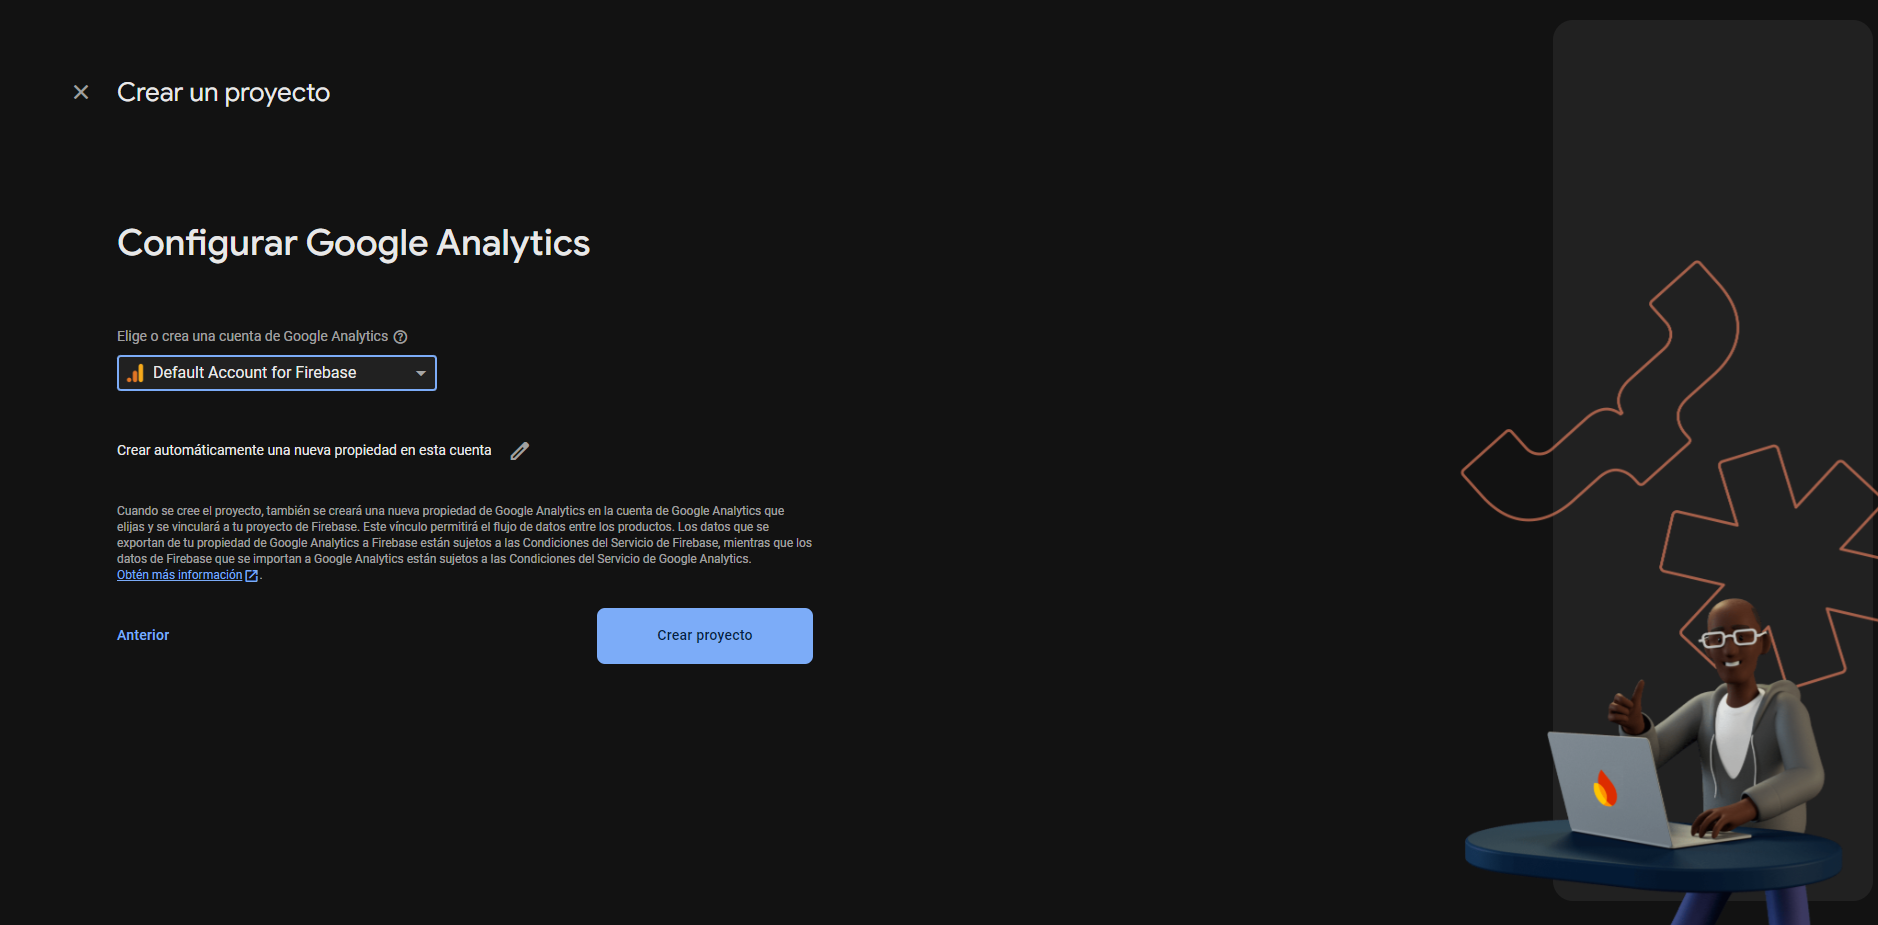 Crear un proyecto
Configurar Google Analytics
Elige o crea una cuenta de Google Analytics
Default Account for Firebase
Crear automáticamente una nueva propiedad en esta cuenta
Cuando se cree el proyecto, también se creará una nueva propiedad de Google Analytics en la cuenta de Google Analytics que
elijas y se vinculará a tu proyecto de Firebase. Este vínculo permitirá el flujo de datos entre los productos. Los datos que se
exportan de tu propiedad de Google Analytics a Firebase están sujetos a las Condiciones del Servicio de Firebase, mientras que los
datos de Firebase que se importan a Google Analytics están sujetos a las Condiciones del Servicio de Google Analytics.
Obtén más información.
Anterior
Crear proyecto